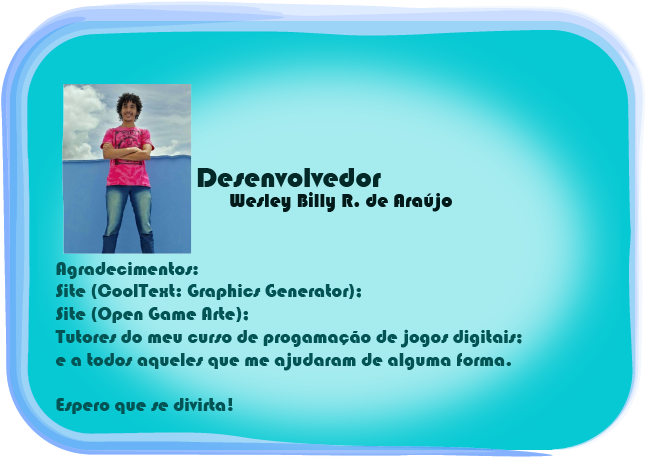 Desenvolvedor
Wesley Billy R. de Araújo
Agradecimentos:
Site (CoolText: Graphics Generator);
Site (Open Game Arte);
Tutores do meu curso de progamação de jogos digitais;
e a todos aqueles que me ajudaram de alguma forma.
Espero que se divirta!